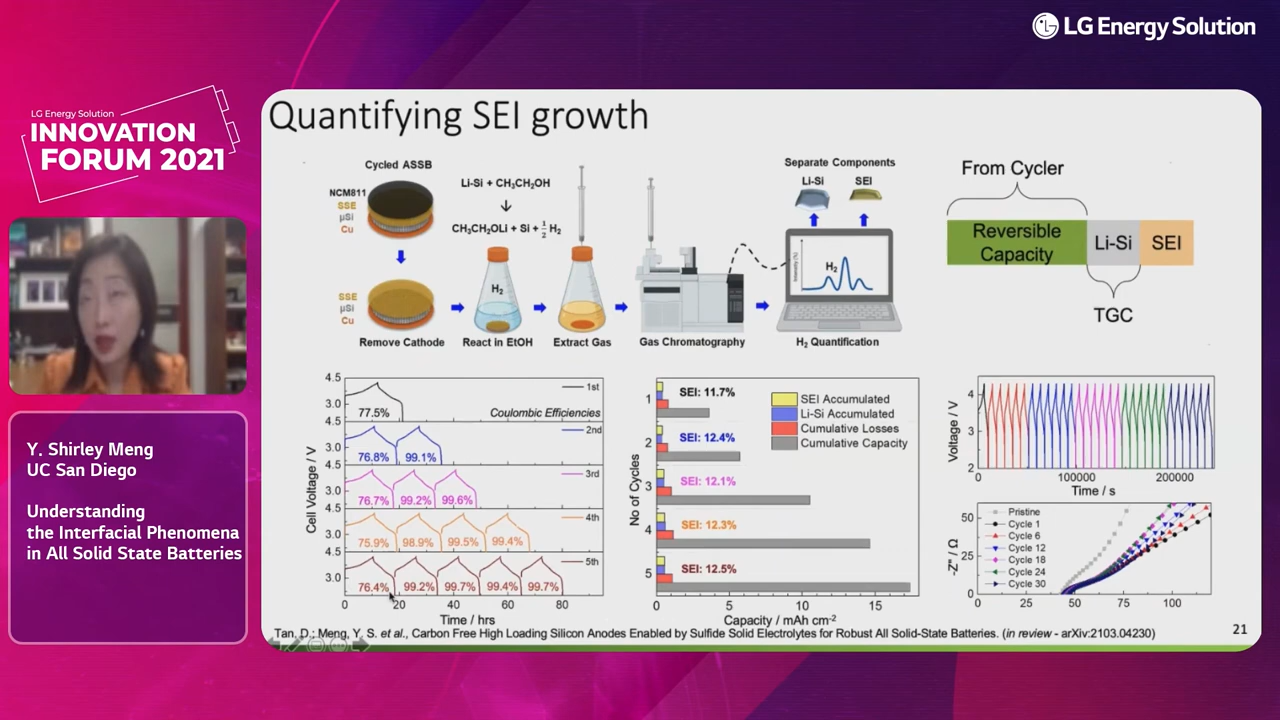 LG Energy Solution
LG Energy Solution
INNOVATION
FORUM 2021
Y. Shirley Meng
UC San Diego
Understanding
the Interfacial Phenomena
in All Solid State Batteries
Quantifying SEI growth
Cycled ASSB
NCM811
SSE
µSi
Cu
SSE
µSi
Cu
Remove Cathode
Li-Si + CH₃CH₂OH
↓
CH₃CH₂OLi + Si + ½ H₂
H₂
React in EtOH
Extract Gas
Gas Chromatography
Separate Components
Li-Si SEI
Intensity (%)
H₂
H₂ Quantification
From Cycler
Reversible
Capacity
Li-Si
SEI
TGC
Cell Voltage / V
4.5
77.5%
1st
Coulombic Efficiencies
4.5
3.0
76.8% 99.1%
2nd
4.5
3.0
76.7% 99.2% 99.6%
3rd
4.5
3.0
75.9% 98.9% 99.5% 99.4%
4th
4.5
3.0
76.4% 99.2% 99.7% 99.4% 99.7%
5th
0 20 40 60 80
Time / hrs
No of Cycles
1 SEI: 11.7%
2 SEI: 12.4%
3 SEI: 12.1%
4 SEI: 12.3%
5 SEI: 12.5%
SEI Accumulated
Li-Si Accumulated
Cumulative Losses
Cumulative Capacity
0 5 10 15
Capacity / mAh cm⁻²
Voltage / V
4
3
2
0 100000 200000
Time / s
-Z" / Ω
50
25
0
Pristine
Cycle 1
Cycle 6
Cycle 12
Cycle 18
Cycle 24
Cycle 30
0 25 50 75 100
Tan, D.; Meng, Y. S. et al., Carbon Free High Loading Silicon Anodes Enabled by Sulfide Solid Electrolytes for Robust All Solid-State Batteries. (in review - arXiv:2103.04230)
21